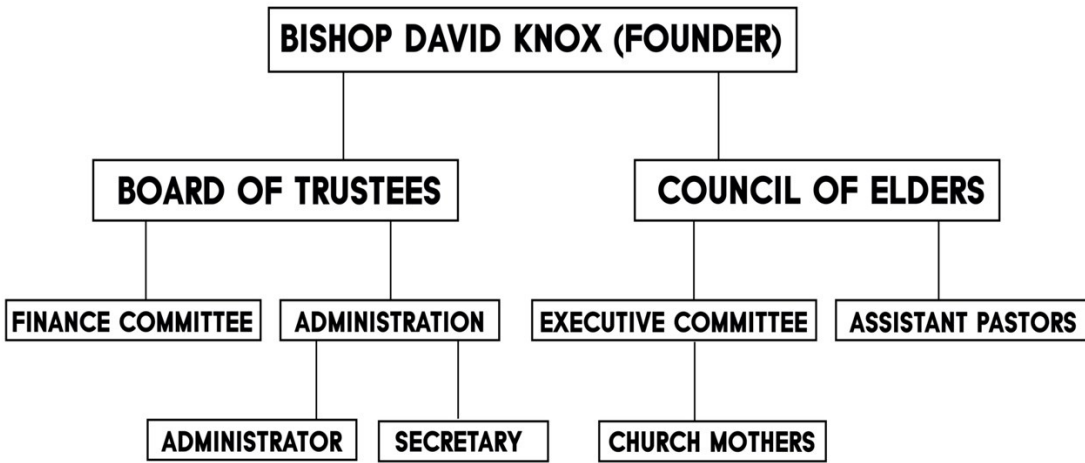 BISHOP DAVID KNOX (FOUNDER)
BOARD OF TRUSTEES
COUNCIL OF ELDERS
FINANCE COMMITTEE
ADMINISTRATION
EXECUTIVE COMMITTEE
ASSISTANT PASTORS
ADMINISTRATOR
SECRETARY
CHURCH MOTHERS